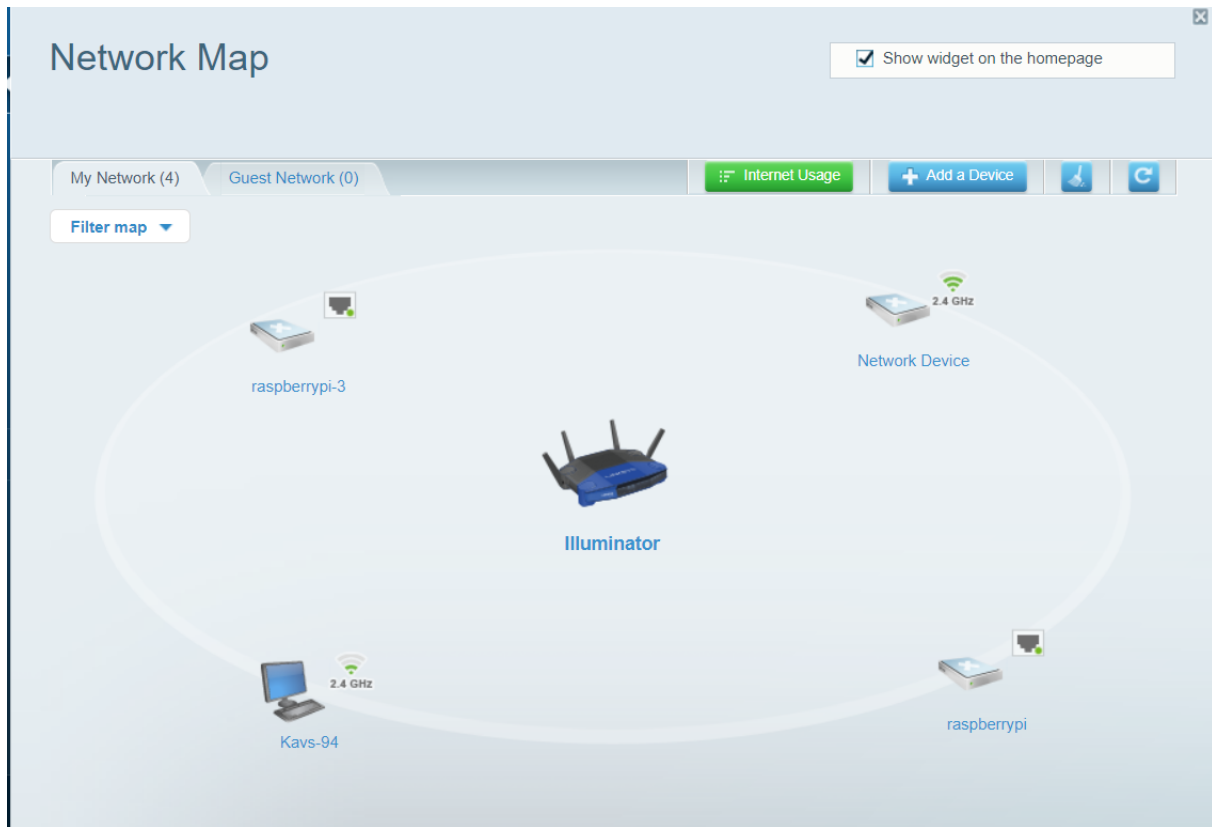 Network Map
Show widget on the homepage
My Network (4)
Guest Network (0)
Internet Usage
Add a Device
Filter map
2.4 GHz
raspberrypi-3
Network Device
Illuminator
2.4 GHz
Kavs-94
raspberrypi